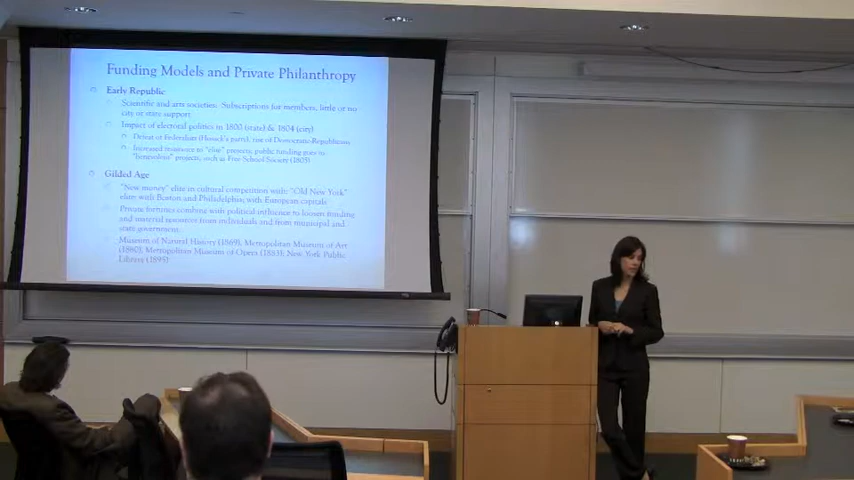 Funding Models and Private Philanthropy
Early Republic
Scientific and arts societies: Subscriptions for members, little or no
city or state support
Impact of electoral politics in 1800 (state) & 1804 (city)
Defeat of Federalists (Hosack's party), rise of Democratic-Republicans
Increased resistance to "elite" projects, public funding goes to
"benevolent" projects, such as Free School Society (1805)
Gilded Age
"New money" elite in cultural competition with: "Old New York"
elite with Boston and Philadelphia; with European capitals
Private fortunes combine with political influence to loosen funding
and material resources from individuals and from municipal and
state government.
Museum of Natural History (1869), Metropolitan Museum of Art
Metropolitan Museum of Opera (1883); New York Public
Library (1895)